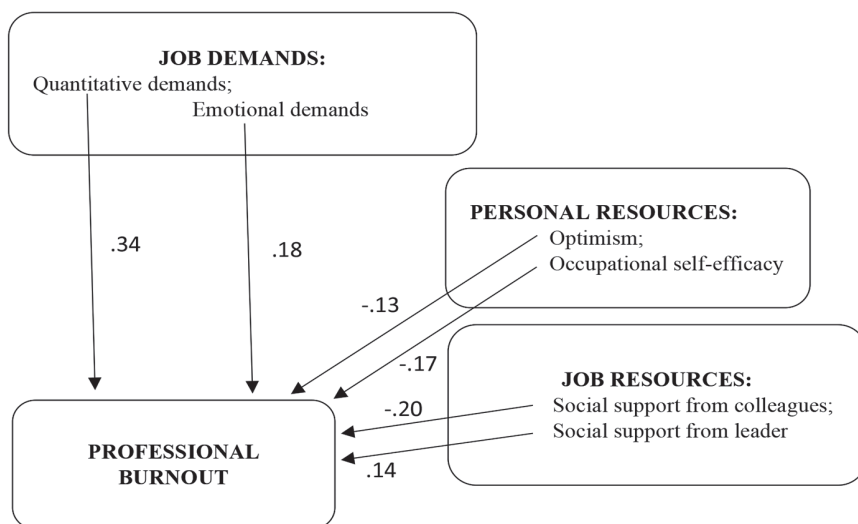 JOB DEMANDS:
Quantitative demands;
Emotional demands
.34
.18
PERSONAL RESOURCES:
Optimism;
Occupational self-efficacy
-.13
-.17
JOB RESOURCES:
Social support from colleagues;
Social support from leader
-.20
.14
PROFESSIONAL
BURNOUT